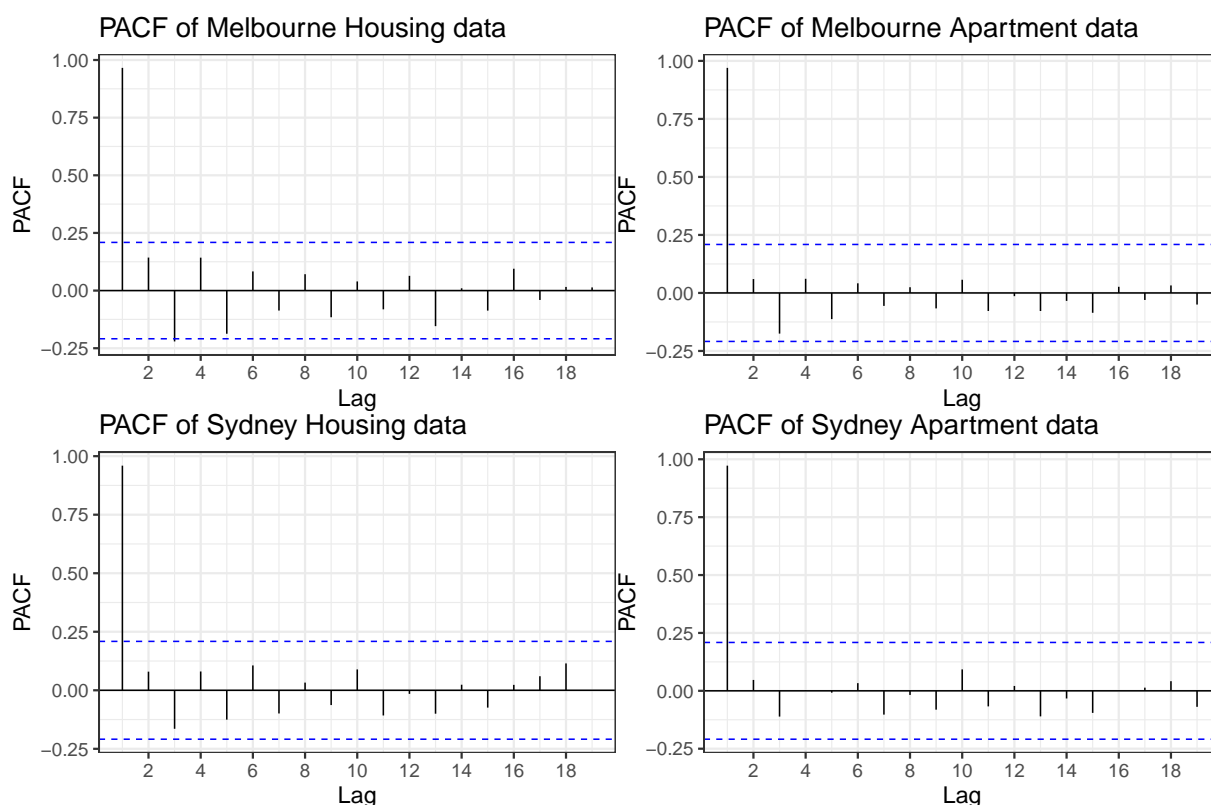 PACF of Melbourne Housing data
1.00
0.75
0.50
0.25
0.00
−0.25
PACF
2 4 6 8 10 12 14 16 18
Lag
PACF of Melbourne Apartment data
1.00
0.75
0.50
0.25
0.00
−0.25
PACF
2 4 6 8 10 12 14 16 18
Lag
PACF of Sydney Housing data
1.00
0.75
0.50
0.25
0.00
−0.25
PACF
2 4 6 8 10 12 14 16 18
Lag
PACF of Sydney Apartment data
1.00
0.75
0.50
0.25
0.00
−0.25
PACF
2 4 6 8 10 12 14 16 18
Lag